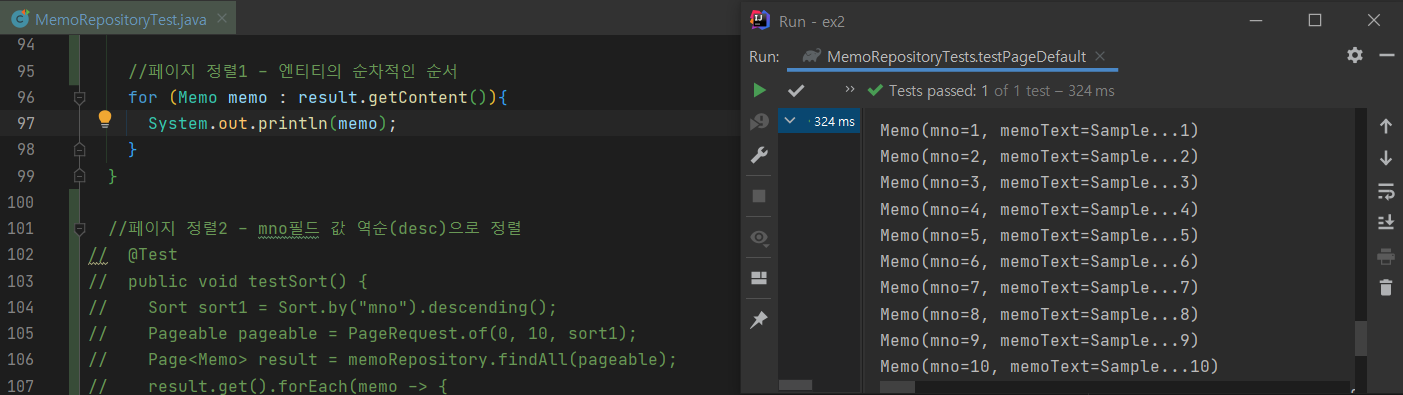 MemoRepositoryTest.java
94
95 //페이지 정렬1 - 엔티티의 순차적인 순서
96 for (Memo memo : result.getContent()){
97 System.out.println(memo);
98 }
99 }
100
101 //페이지 정렬2 - mno필드 값 역순(desc)으로 정렬
102 // @Test
103 // public void testSort() {
104 // Sort sort1 = Sort.by("mno").descending();
105 // Pageable pageable = PageRequest.of(0, 10, sort1);
106 // Page<Memo> result = memoRepository.findAll(pageable);
107 // result.get().forEach(memo -> {
Run - ex2
Run: MemoRepositoryTests.testPageDefault
Tests passed: 1 of 1 test – 324 ms
324 ms
Memo(mno=1, memoText=Sample...1)
Memo(mno=2, memoText=Sample...2)
Memo(mno=3, memoText=Sample...3)
Memo(mno=4, memoText=Sample...4)
Memo(mno=5, memoText=Sample...5)
Memo(mno=6, memoText=Sample...6)
Memo(mno=7, memoText=Sample...7)
Memo(mno=8, memoText=Sample...8)
Memo(mno=9, memoText=Sample...9)
Memo(mno=10, memoText=Sample...10)